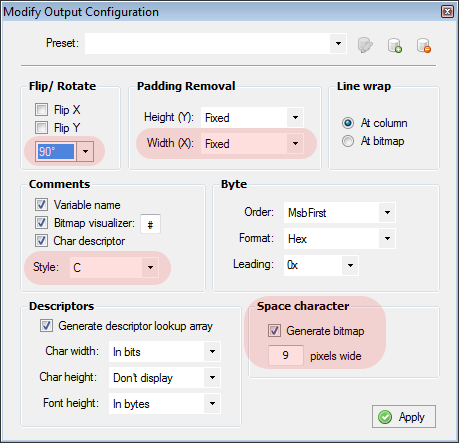 Modify Output Configuration
Preset:
Flip/ Rotate
Flip X
Flip Y
90°
Padding Removal
Height (Y): Fixed
Width (X): Fixed
Line wrap
At column
At bitmap
Comments
Variable name
Bitmap visualizer: #
Char descriptor
Style: C
Byte
Order: MsbFirst
Format: Hex
Leading: 0x
Descriptors
Generate descriptor lookup array
Char width: In bits
Char height: Don't display
Font height: In bytes
Space character
Generate bitmap
9 pixels wide
Apply